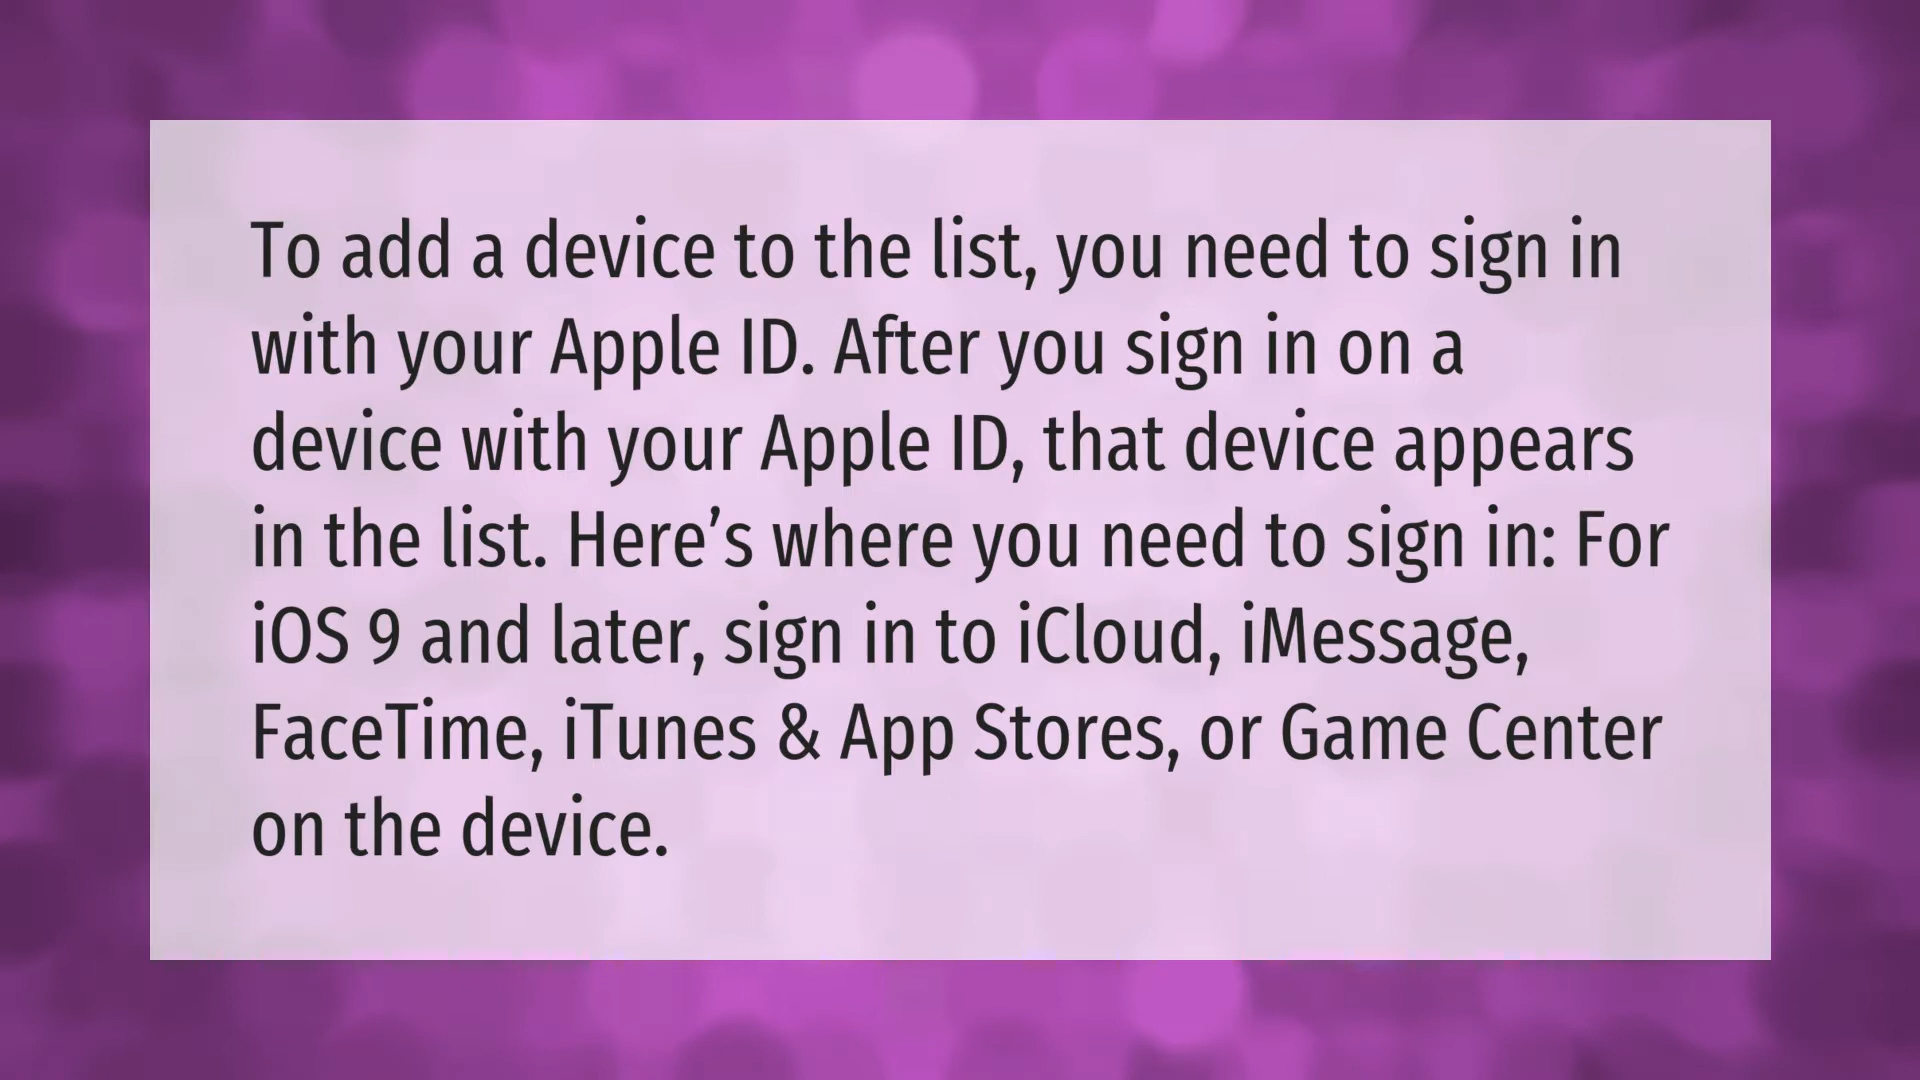 To add a device to the list, you need to sign in
with your Apple ID. After you sign in on a
device with your Apple ID, that device appears
in the list. Here’s where you need to sign in: For
iOS 9 and later, sign in to iCloud, iMessage,
FaceTime, iTunes & App Stores, or Game Center
on the device.